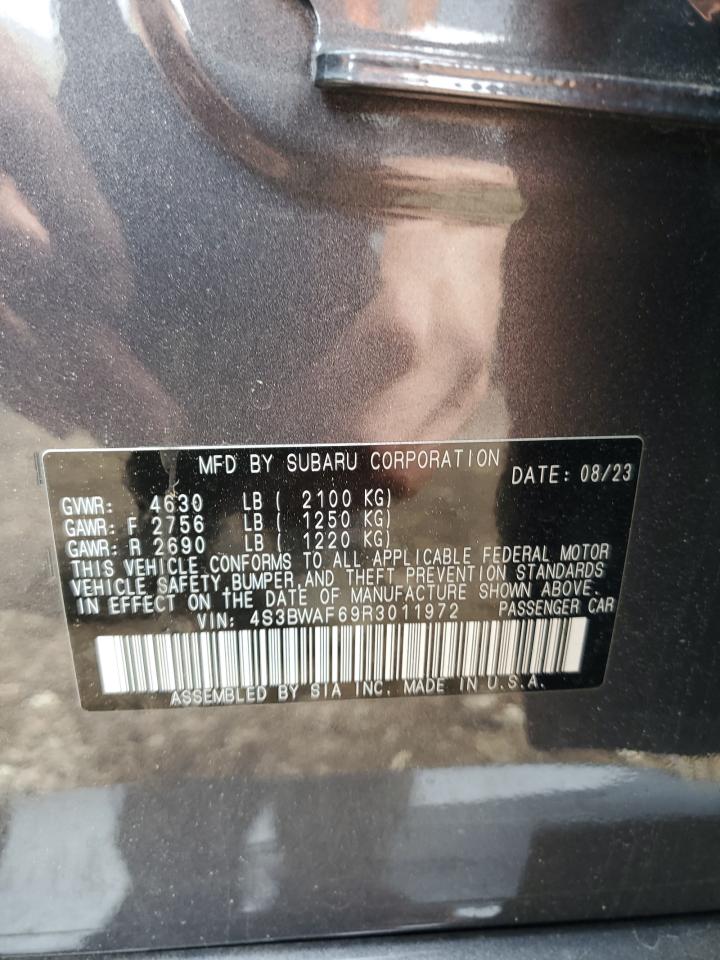 MFD BY SUBARU CORPORATION DATE: 08/23
GVWR: 4630 LB ( 2100 KG)
GAWR: F 2756 LB ( 1250 KG)
GAWR: R 2690 LB ( 1220 KG)
THIS VEHICLE CONFORMS TO ALL APPLICABLE FEDERAL MOTOR
VEHICLE SAFETY, BUMPER AND THEFT PREVENTION STANDARDS
IN EFFECT ON THE DATE OF MANUFACTURE SHOWN ABOVE.
VIN: 4S3BWAF69R3011972 PASSENGER CAR
ASSEMBLED BY SIA INC. MADE IN U.S.A.